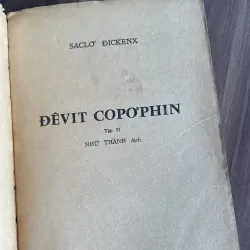 SACLƠ ĐICKENX
ĐÊVIT COPƠPHIN
Tập II
NHƯ THÀNH dịch